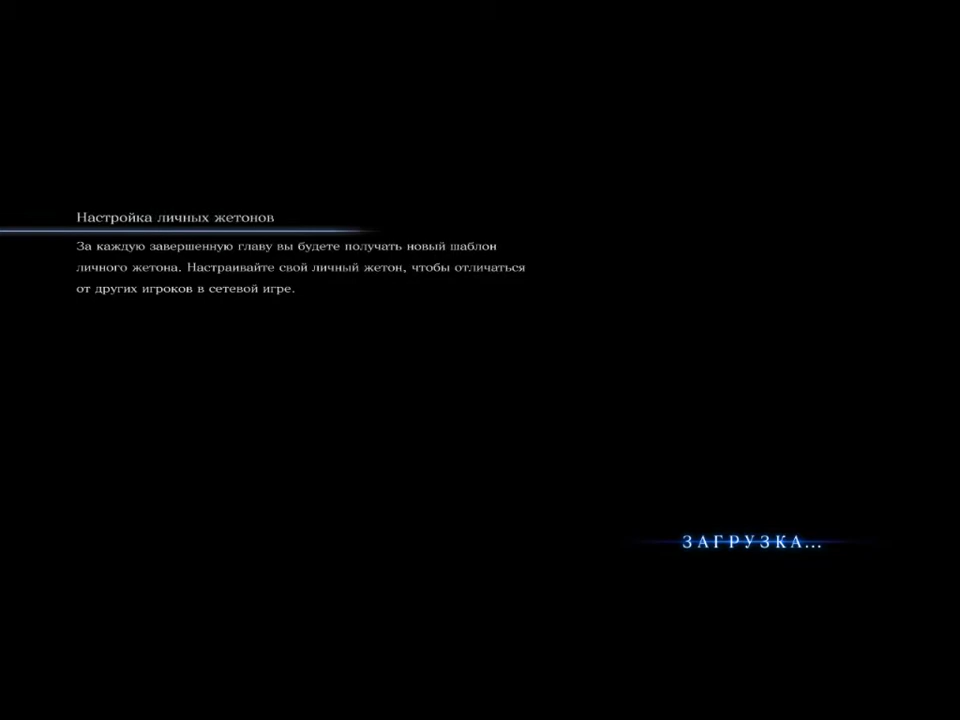 Настройка личных жетонов
За каждую завершенную главу вы будете получать новый шаблон
личного жетона. Настраивайте свой личный жетон, чтобы отличаться
от других игроков в сетевой игре.
ЗАГРУЗКА...